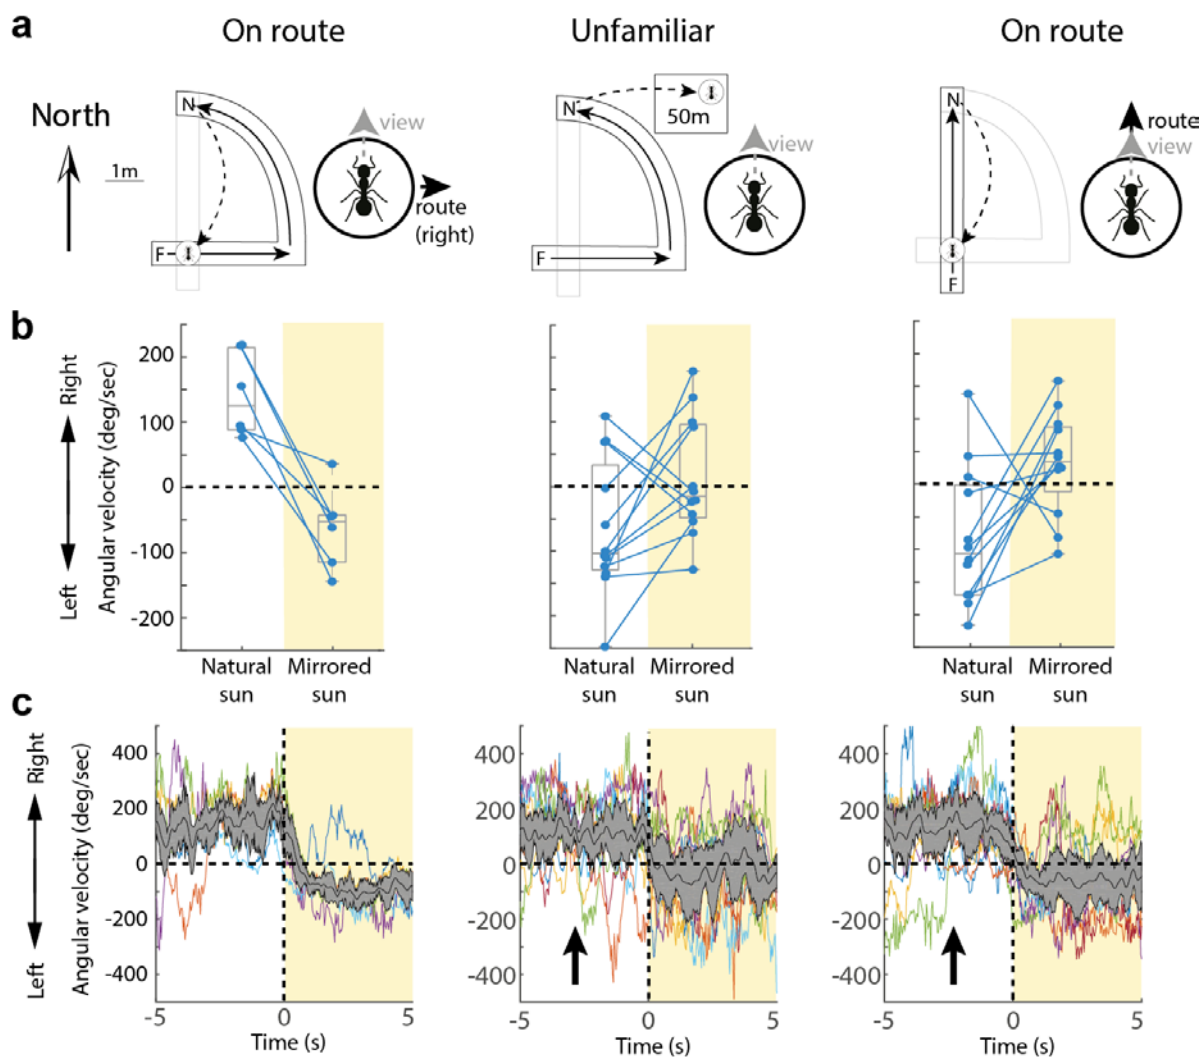 a
On route
Unfamiliar
On route
North
1m
N
F
view
route
(right)
N
50m
F
view
N
F
route
view
b
Right
Left
Angular velocity (deg/sec)
200
100
0
-100
-200
Natural
sun
Mirrored
sun
Natural
sun
Mirrored
sun
Natural
sun
Mirrored
sun
c
Right
Left
Angular velocity (deg/sec)
400
200
0
-200
-400
-5
0
5
Time (s)
400
200
0
-200
-400
-5
0
5
Time (s)
400
200
0
-200
-400
-5
0
5
Time (s)